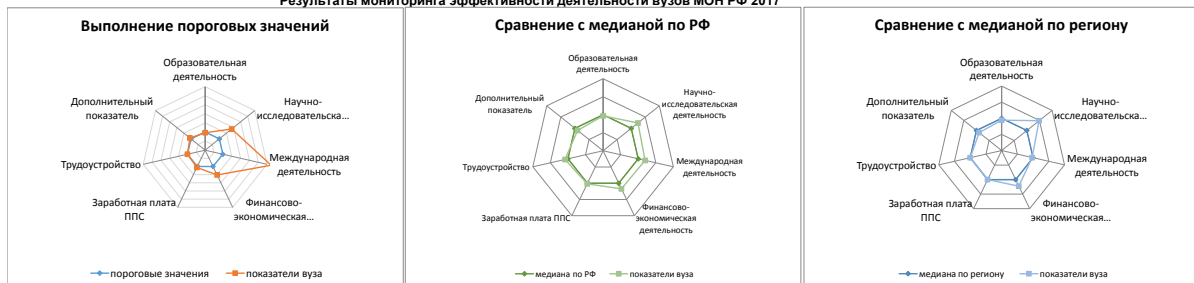 Результаты мониторинга эффективности деятельности вузов МОН РФ 2017
Выполнение пороговых значений
Образовательная
деятельность
Научно-
исследовательска...
Международная
деятельность
Финансово-
экономическая...
Заработная плата
ППС
Трудоустройство
Дополнительный
показатель
пороговые значения
показатели вуза
Сравнение с медианой по РФ
Образовательная
деятельность
Научно-
исследовательская
деятельность
Международная
деятельность
Финансово-
экономическая
деятельность
Заработная плата ППС
Трудоустройство
Дополнительный
показатель
медиана по РФ
показатели вуза
Сравнение с медианой по региону
Образовательная
деятельность
Научно-
исследовательска...
Международная
деятельность
Финансово-
экономическая...
Заработная плата
ППС
Трудоустройство
Дополнительный
показатель
медиана по региону
показатели вуза